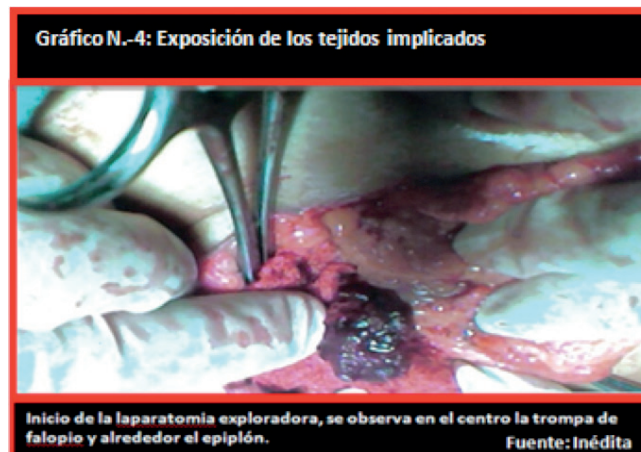 Gráfico N.-4: Exposición de los tejidos implicados
Inicio de la laparatomia exploradora, se observa en el centro la trompa de
falopio y alrededor el epiplón.
Fuente: Inédita